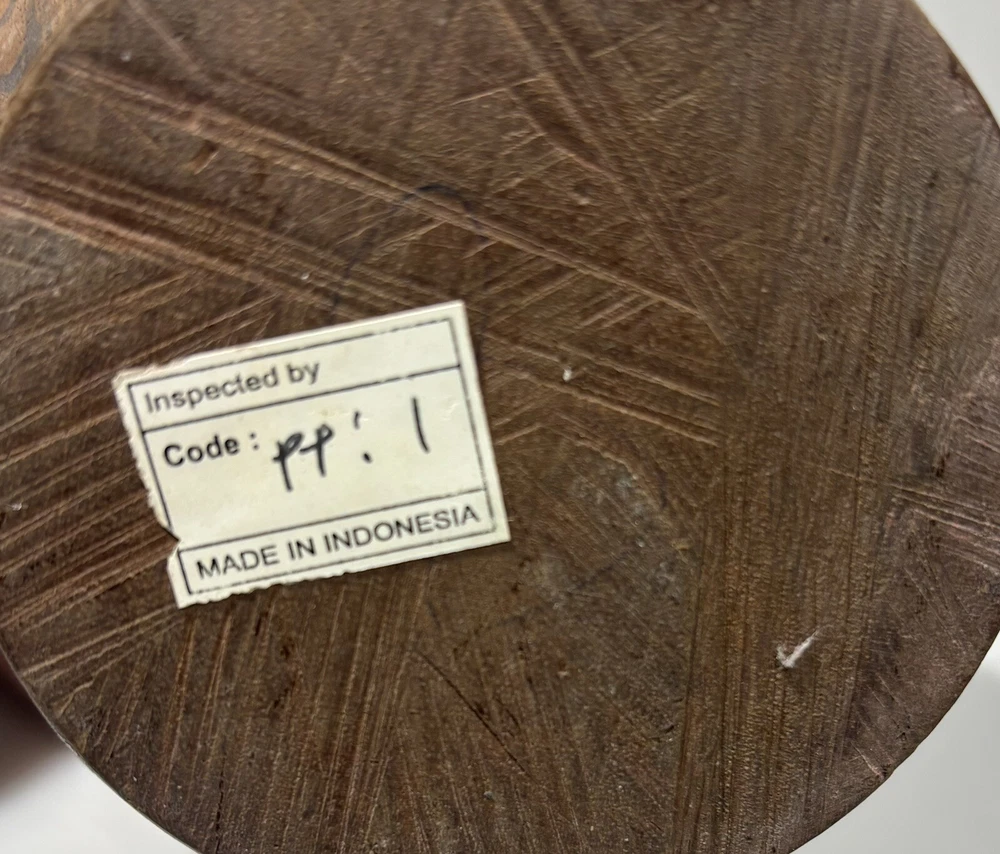 Inspected by
Code : PP: 1
MADE IN INDONESIA